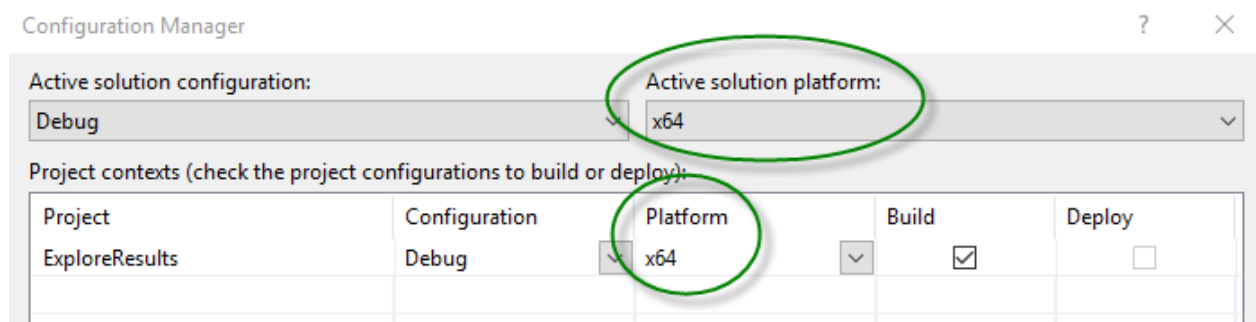 Configuration Manager ?
Active solution configuration: Active solution platform:
Debug x64
Project contexts (check the project configurations to build or deploy):
Project Configuration Platform Build Deploy
ExploreResults Debug x64